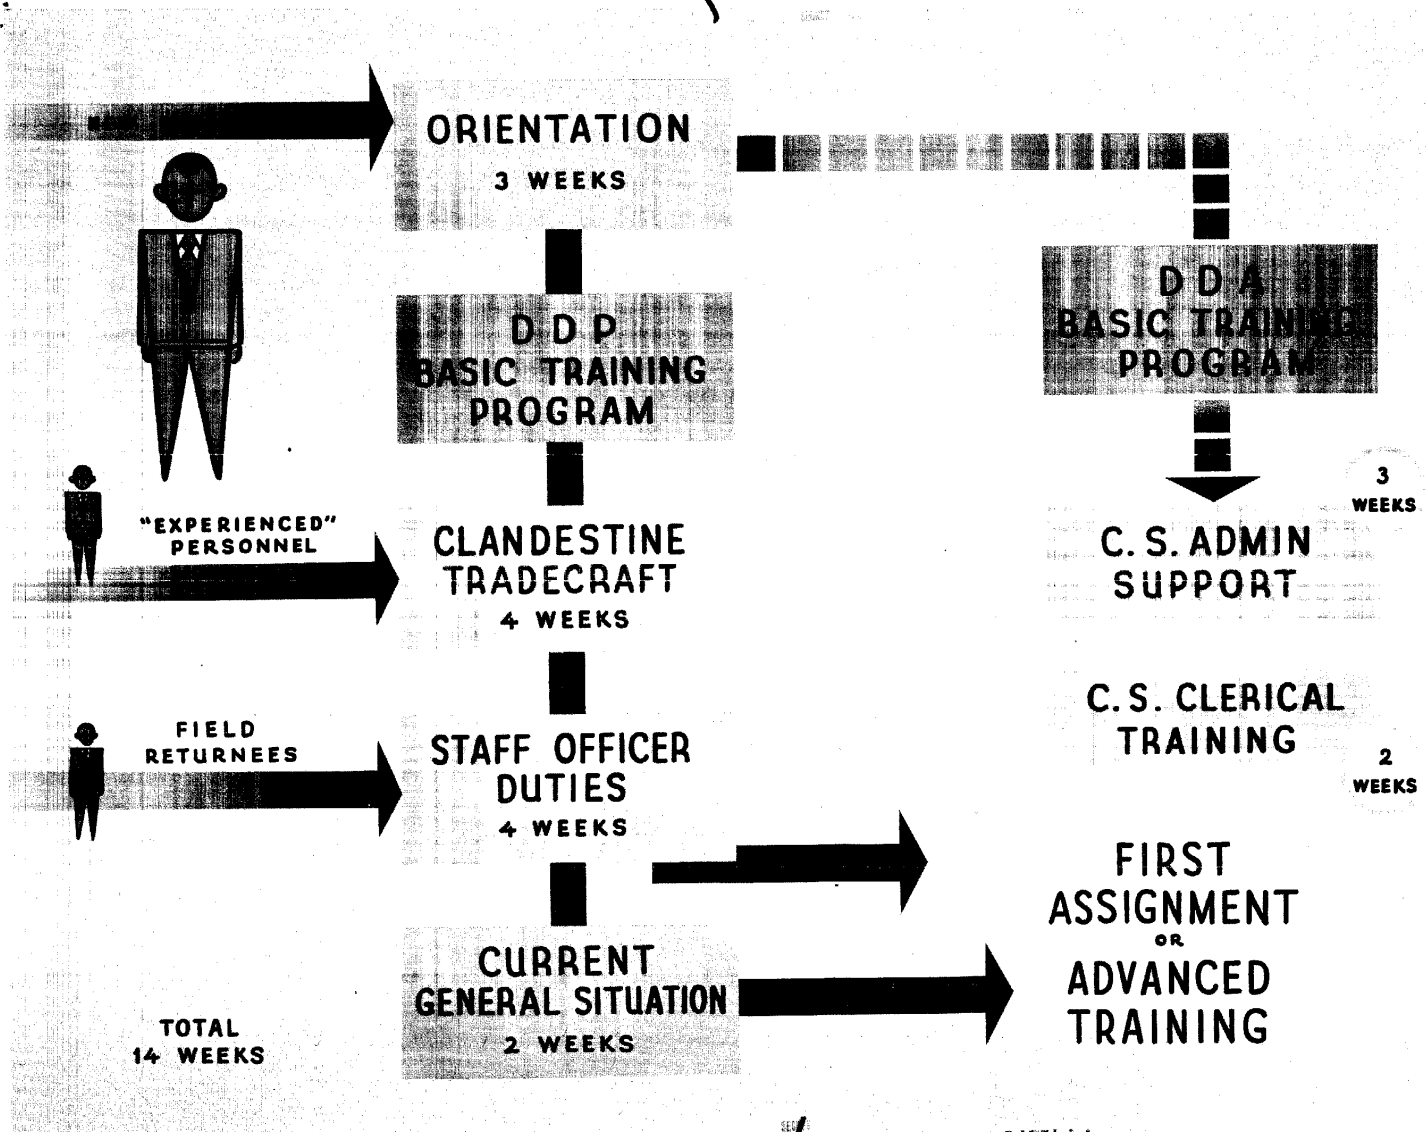 ORIENTATION
3 WEEKS
D D P
BASIC TRAINING
PROGRAM
D D A
BASIC TRAINING
PROGRAM
"EXPERIENCED"
PERSONNEL
CLANDESTINE
TRADECRAFT
4 WEEKS
3
WEEKS
C. S. ADMIN
SUPPORT
FIELD
RETURNEES
STAFF OFFICER
DUTIES
4 WEEKS
C. S. CLERICAL
TRAINING
2
WEEKS
FIRST
ASSIGNMENT
OR
ADVANCED
TRAINING
CURRENT
GENERAL SITUATION
2 WEEKS
TOTAL
14 WEEKS